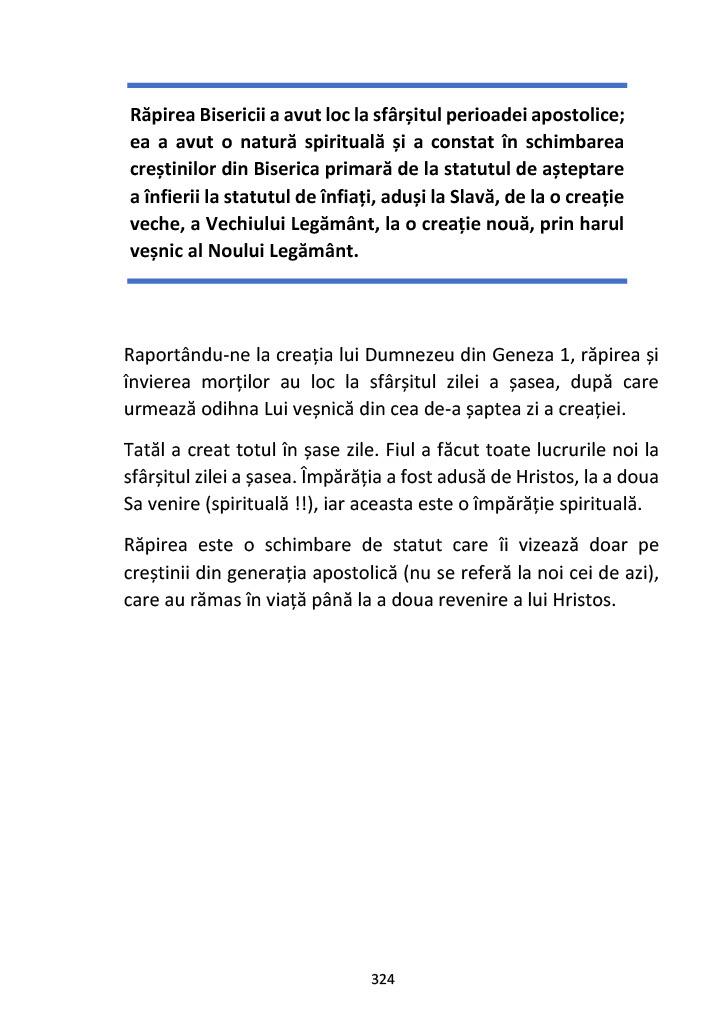 Răpirea Bisericii a avut loc la sfârșitul perioadei apostolice;
ea a avut o natură spirituală și a constat în schimbarea
creștinilor din Biserica primară de la statutul de așteptare
a înfierii la statutul de înfiați, aduși la Slavă, de la o creație
veche, a Vechiului Legământ, la o creație nouă, prin harul
veșnic al Noului Legământ.
Raportându-ne la creația lui Dumnezeu din Geneza 1, răpirea și
învierea morților au loc la sfârșitul zilei a șasea, după care
urmează odihna Lui veșnică din cea de-a șaptea zi a creației.
Tatăl a creat totul în șase zile. Fiul a făcut toate lucrurile noi la
sfârșitul zilei a șasea. Împărăția a fost adusă de Hristos, la a doua
Sa venire (spirituală !!), iar aceasta este o împărăție spirituală.
Răpirea este o schimbare de statut care îi vizează doar pe
creștinii din generația apostolică (nu se referă la noi cei de azi),
care au rămas în viață până la a doua revenire a lui Hristos.
324